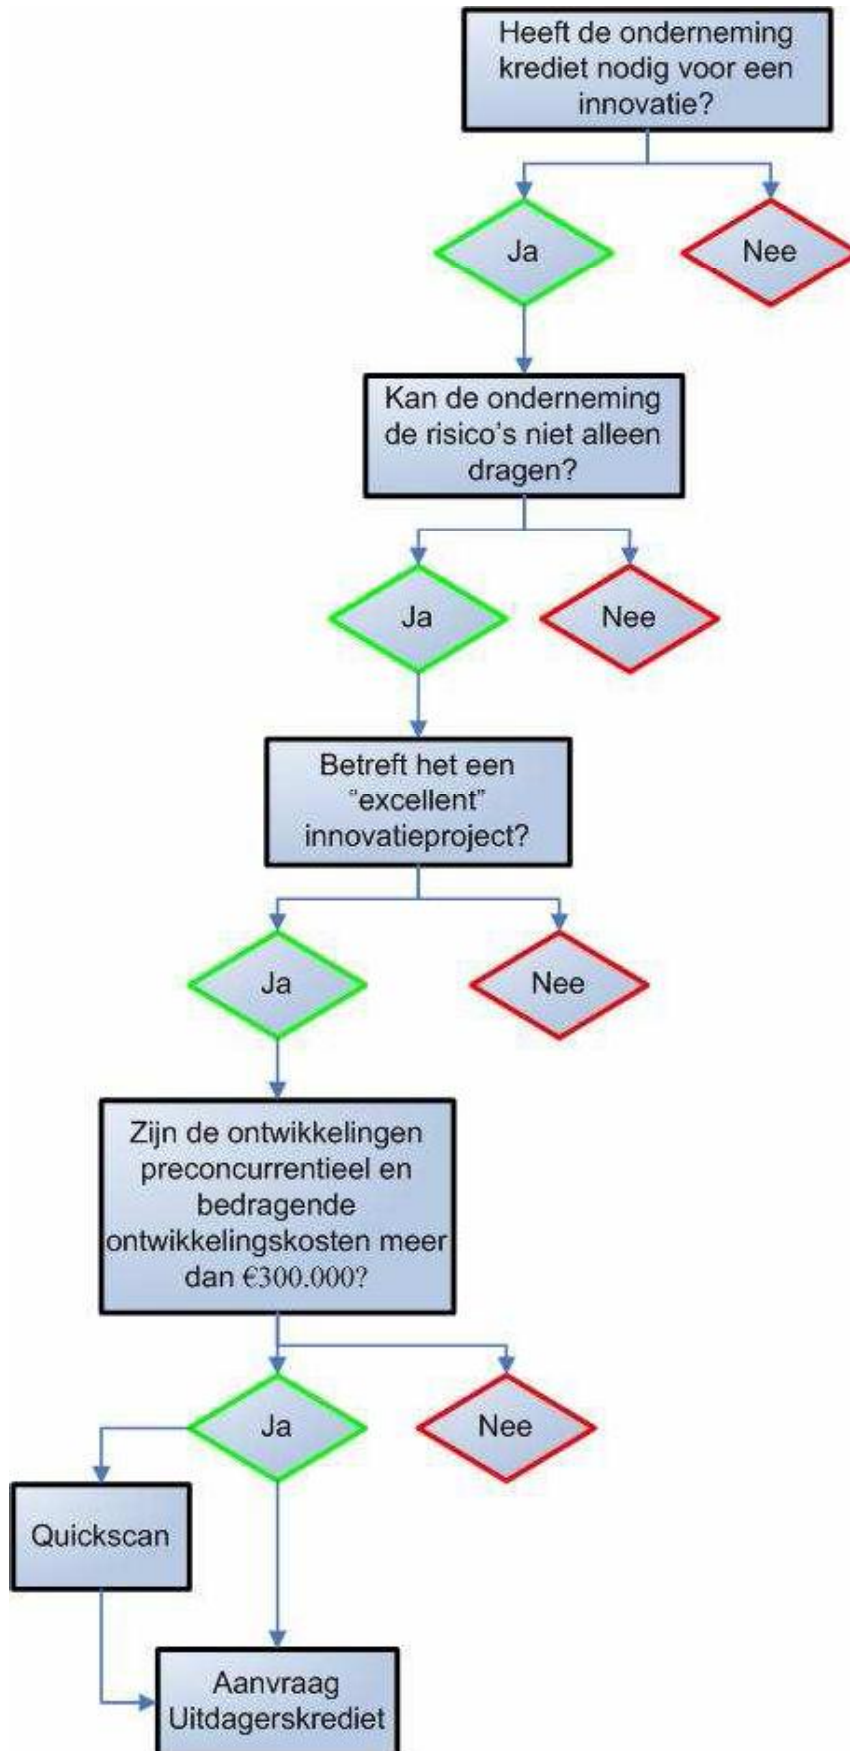 Heeft de onderneming
krediet nodig voor een
innovatie?
Ja
Nee
Kan de onderneming
de risico's niet alleen
dragen?
Ja
Nee
Betreft het een
“excellent”
innovatieproject?
Ja
Nee
Zijn de ontwikkelingen
preconcurrentieel en
bedragende
ontwikkelingskosten meer
dan €300.000?
Ja
Nee
Quickscan
Aanvraag
Uitdagerskrediet